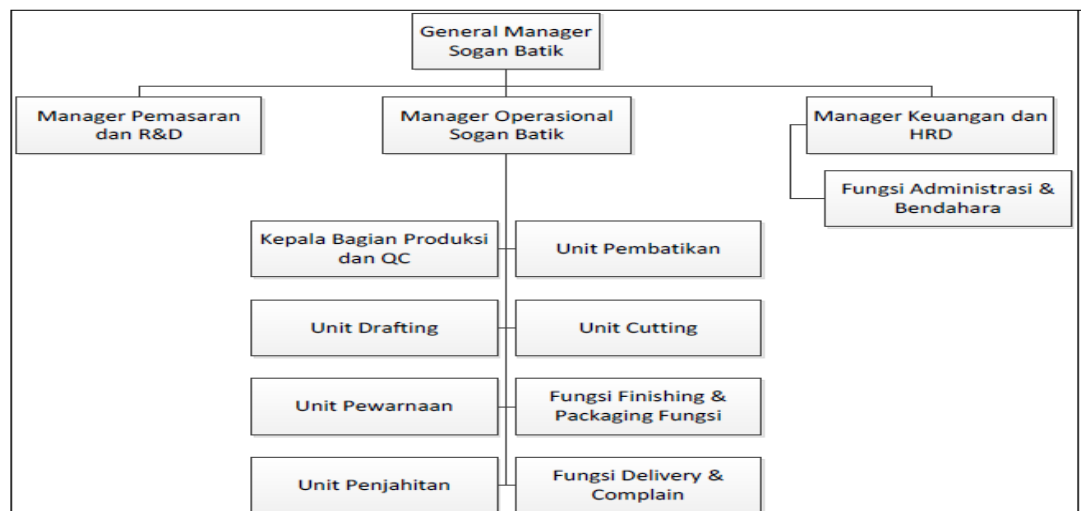 General Manager
Sogan Batik
Manager Pemasaran
dan R&D
Manager Operasional
Sogan Batik
Manager Keuangan dan
HRD
Fungsi Administrasi &
Bendahara
Kepala Bagian Produksi
dan QC
Unit Pembatikan
Unit Drafting
Unit Cutting
Unit Pewarnaan
Fungsi Finishing &
Packaging Fungsi
Unit Penjahitan
Fungsi Delivery &
Complain